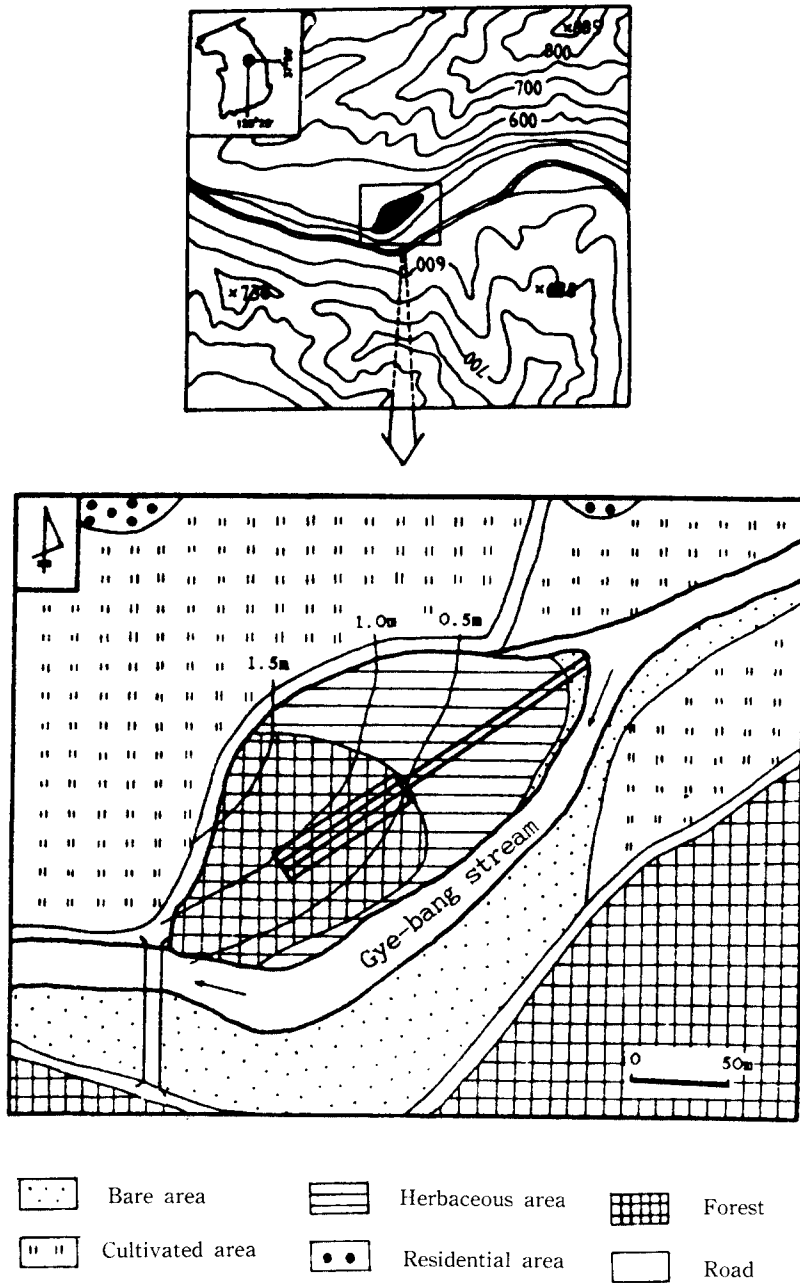 800
700
600
600
700
1.0m 0.5m
1.5m
Gye-bang stream
0 50m
Bare area
Herbaceous area
Forest
Cultivated area
Residential area
Road